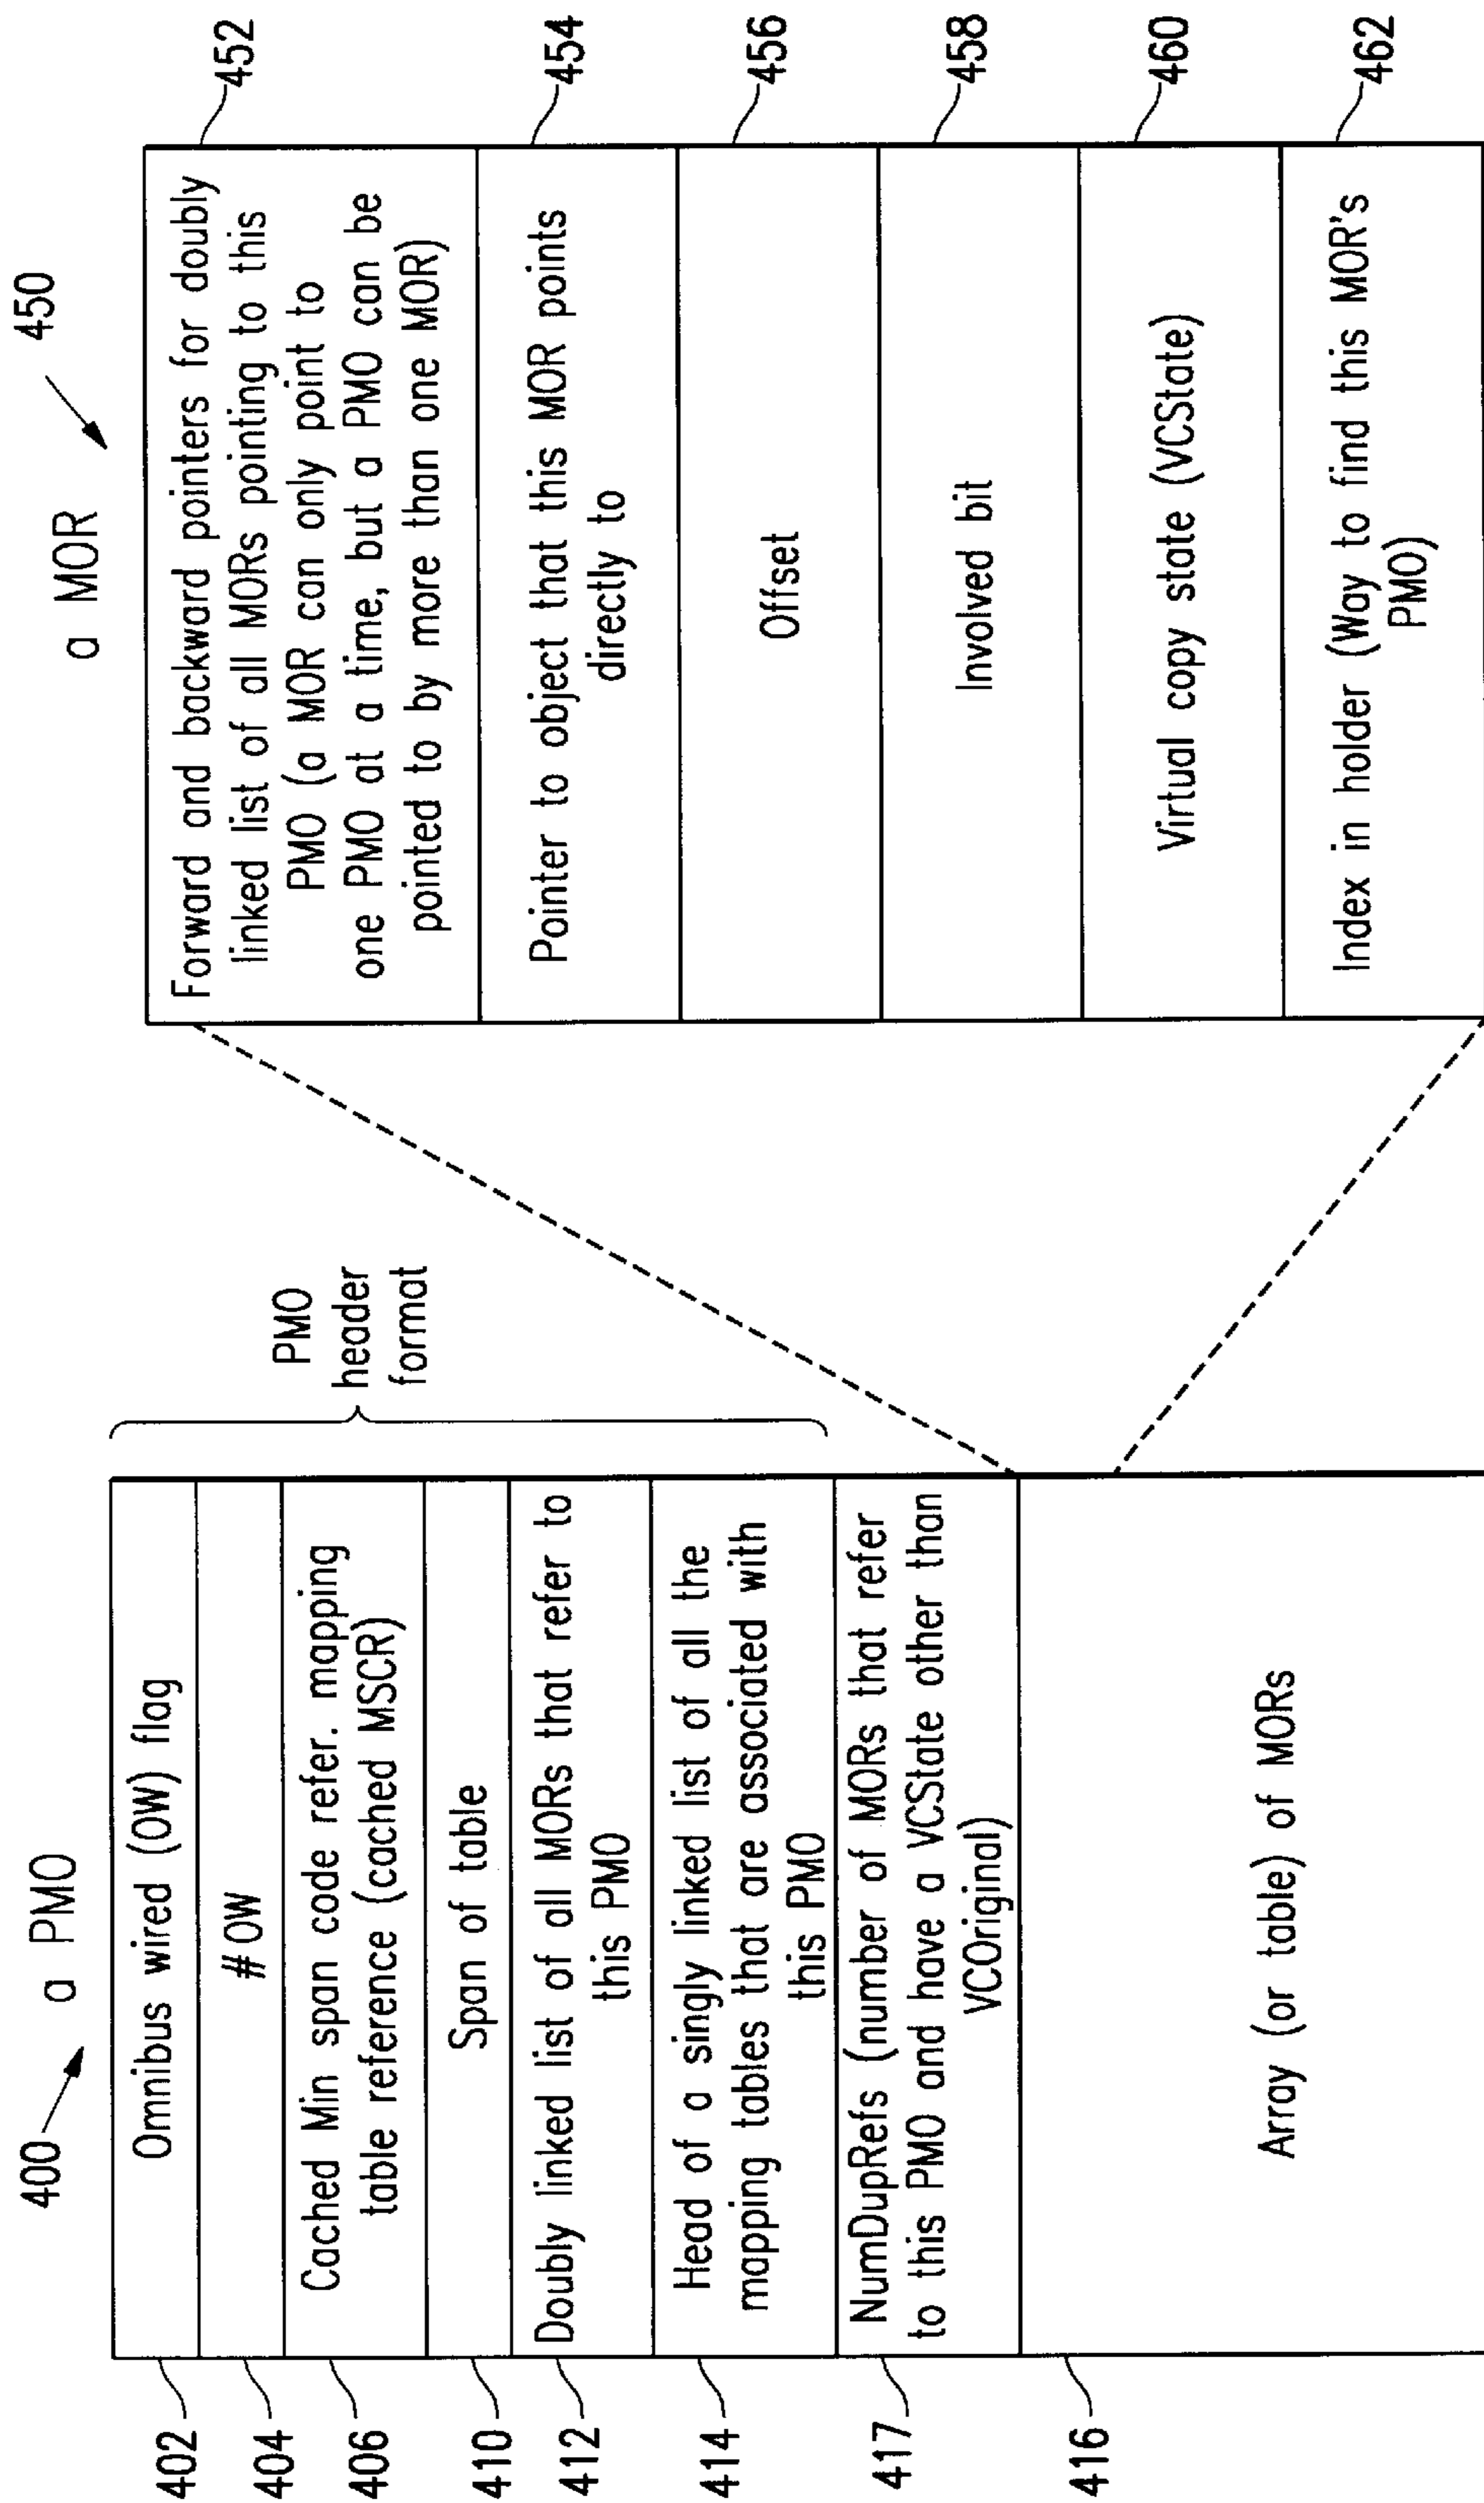 400
a PMO
402
Omnibus wired (OW) flag
404
#OW
406
Cached Min span code refer. mapping
table reference (cached MSCR)
410
Span of table
412
Doubly linked list of all MORs that refer to
this PMO
414
Head of a singly linked list of all the
mapping tables that are associated with
this PMO
417
NumDupRefs (number of MORs that refer
to this PMO and have a VCState other than
VCOriginal)
416
Array (or table) of MORs
PMO
header
format
a MOR
450
Forward and backward pointers for doubly
linked list of all MORs pointing to this
PMO (a MOR can only point to
one PMO at a time, but a PMO can be
pointed to by more than one MOR)
452
Pointer to object that this MOR points
directly to
454
Offset
456
Involved bit
458
Virtual copy state (VCState)
460
Index in holder (Way to find this MOR's
PMO)
462